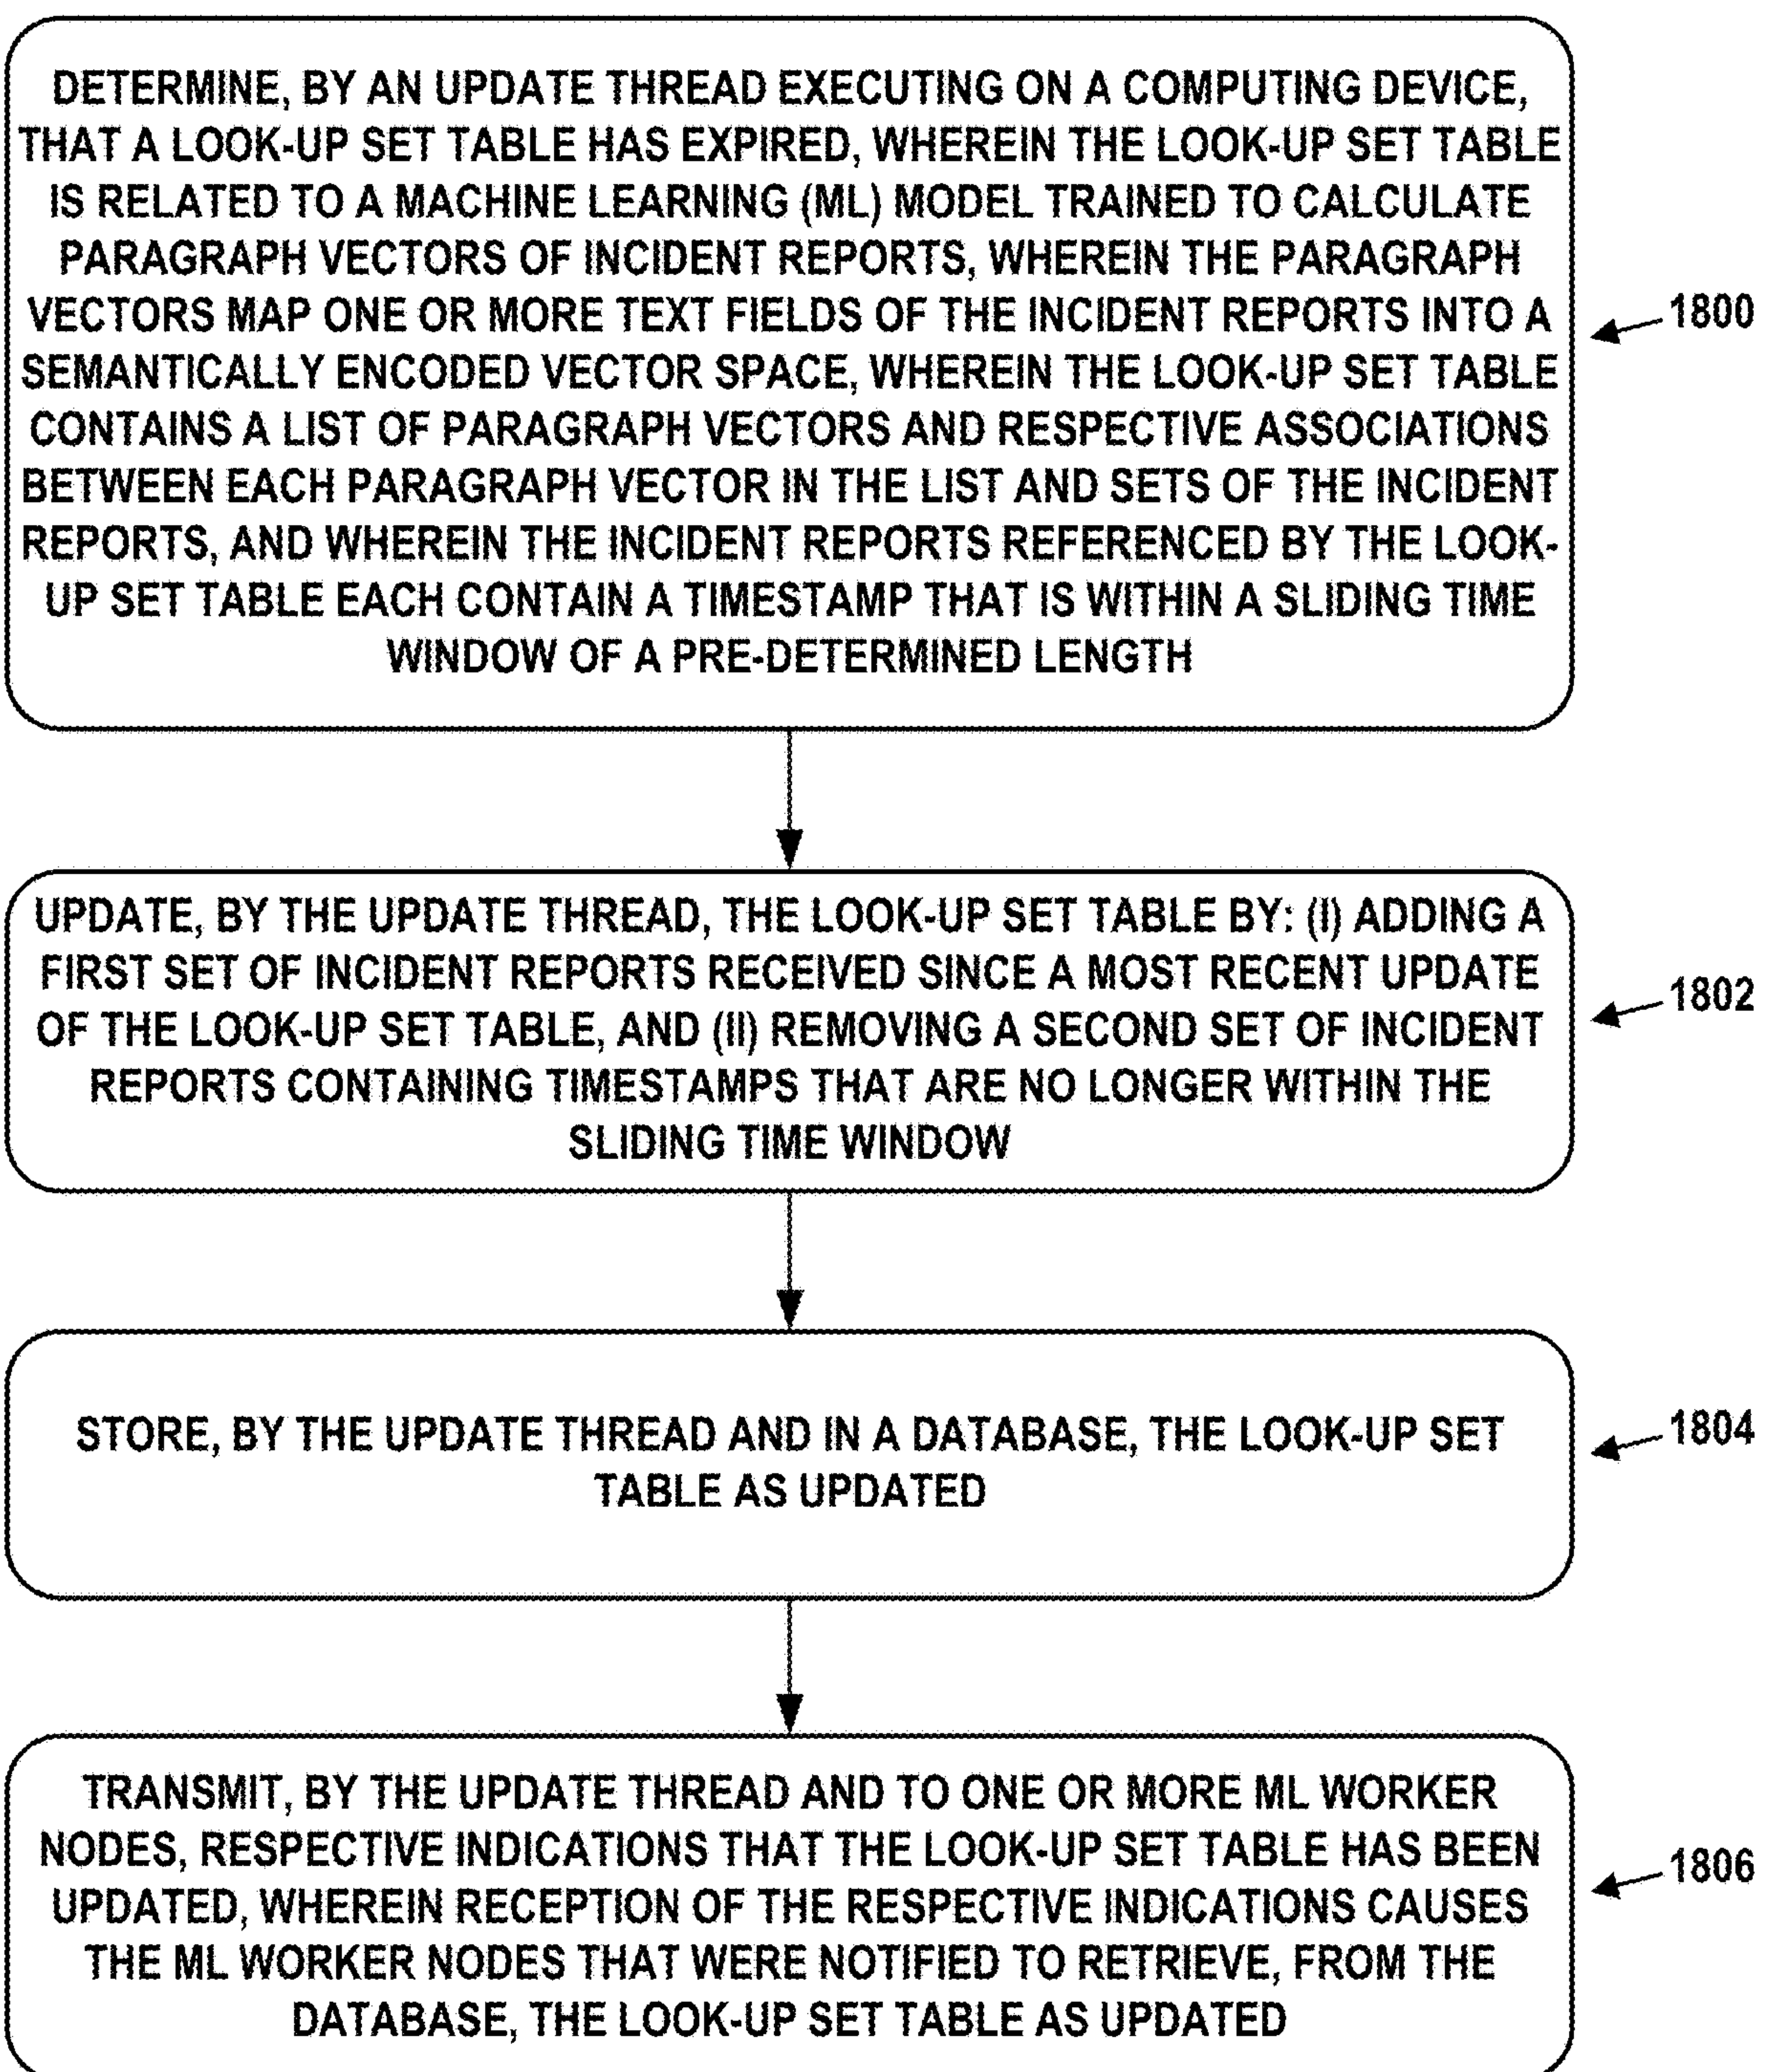 DETERMINE, BY AN UPDATE THREAD EXECUTING ON A COMPUTING DEVICE,
THAT A LOOK-UP SET TABLE HAS EXPIRED, WHEREIN THE LOOK-UP SET TABLE
IS RELATED TO A MACHINE LEARNING (ML) MODEL TRAINED TO CALCULATE
PARAGRAPH VECTORS OF INCIDENT REPORTS, WHEREIN THE PARAGRAPH
VECTORS MAP ONE OR MORE TEXT FIELDS OF THE INCIDENT REPORTS INTO A
SEMANTICALLY ENCODED VECTOR SPACE, WHEREIN THE LOOK-UP SET TABLE
CONTAINS A LIST OF PARAGRAPH VECTORS AND RESPECTIVE ASSOCIATIONS
BETWEEN EACH PARAGRAPH VECTOR IN THE LIST AND SETS OF THE INCIDENT
REPORTS, AND WHEREIN THE INCIDENT REPORTS REFERENCED BY THE LOOK-
UP SET TABLE EACH CONTAIN A TIMESTAMP THAT IS WITHIN A SLIDING TIME
WINDOW OF A PRE-DETERMINED LENGTH
1800
UPDATE, BY THE UPDATE THREAD, THE LOOK-UP SET TABLE BY: (I) ADDING A
FIRST SET OF INCIDENT REPORTS RECEIVED SINCE A MOST RECENT UPDATE
OF THE LOOK-UP SET TABLE, AND (II) REMOVING A SECOND SET OF INCIDENT
REPORTS CONTAINING TIMESTAMPS THAT ARE NO LONGER WITHIN THE
SLIDING TIME WINDOW
1802
STORE, BY THE UPDATE THREAD AND IN A DATABASE, THE LOOK-UP SET
TABLE AS UPDATED
1804
TRANSMIT, BY THE UPDATE THREAD AND TO ONE OR MORE ML WORKER
NODES, RESPECTIVE INDICATIONS THAT THE LOOK-UP SET TABLE HAS BEEN
UPDATED, WHEREIN RECEPTION OF THE RESPECTIVE INDICATIONS CAUSES
THE ML WORKER NODES THAT WERE NOTIFIED TO RETRIEVE, FROM THE
DATABASE, THE LOOK-UP SET TABLE AS UPDATED
1806